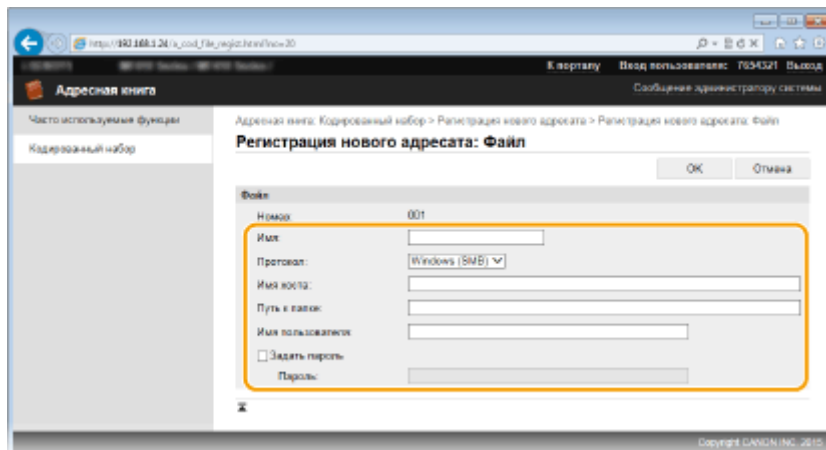 http://192.168.1.24/a_cod_file_regist.html?no=20
К порталу Вход пользователя: 7654321 Выход
Адресная книга
Сообщение администратору системы
Часто используемые функции
Кодированный набор
Адресная книга: Кодированный набор > Регистрация нового адресата > Регистрация нового адресата: Файл
Регистрация нового адресата: Файл
OK Отмена
Файл
Номер: 001
Имя:
Протокол: Windows (SMB)
Имя хоста:
Путь к папке:
Имя пользователя:
Задать пароль
Пароль:
Copyright CANON INC. 2015